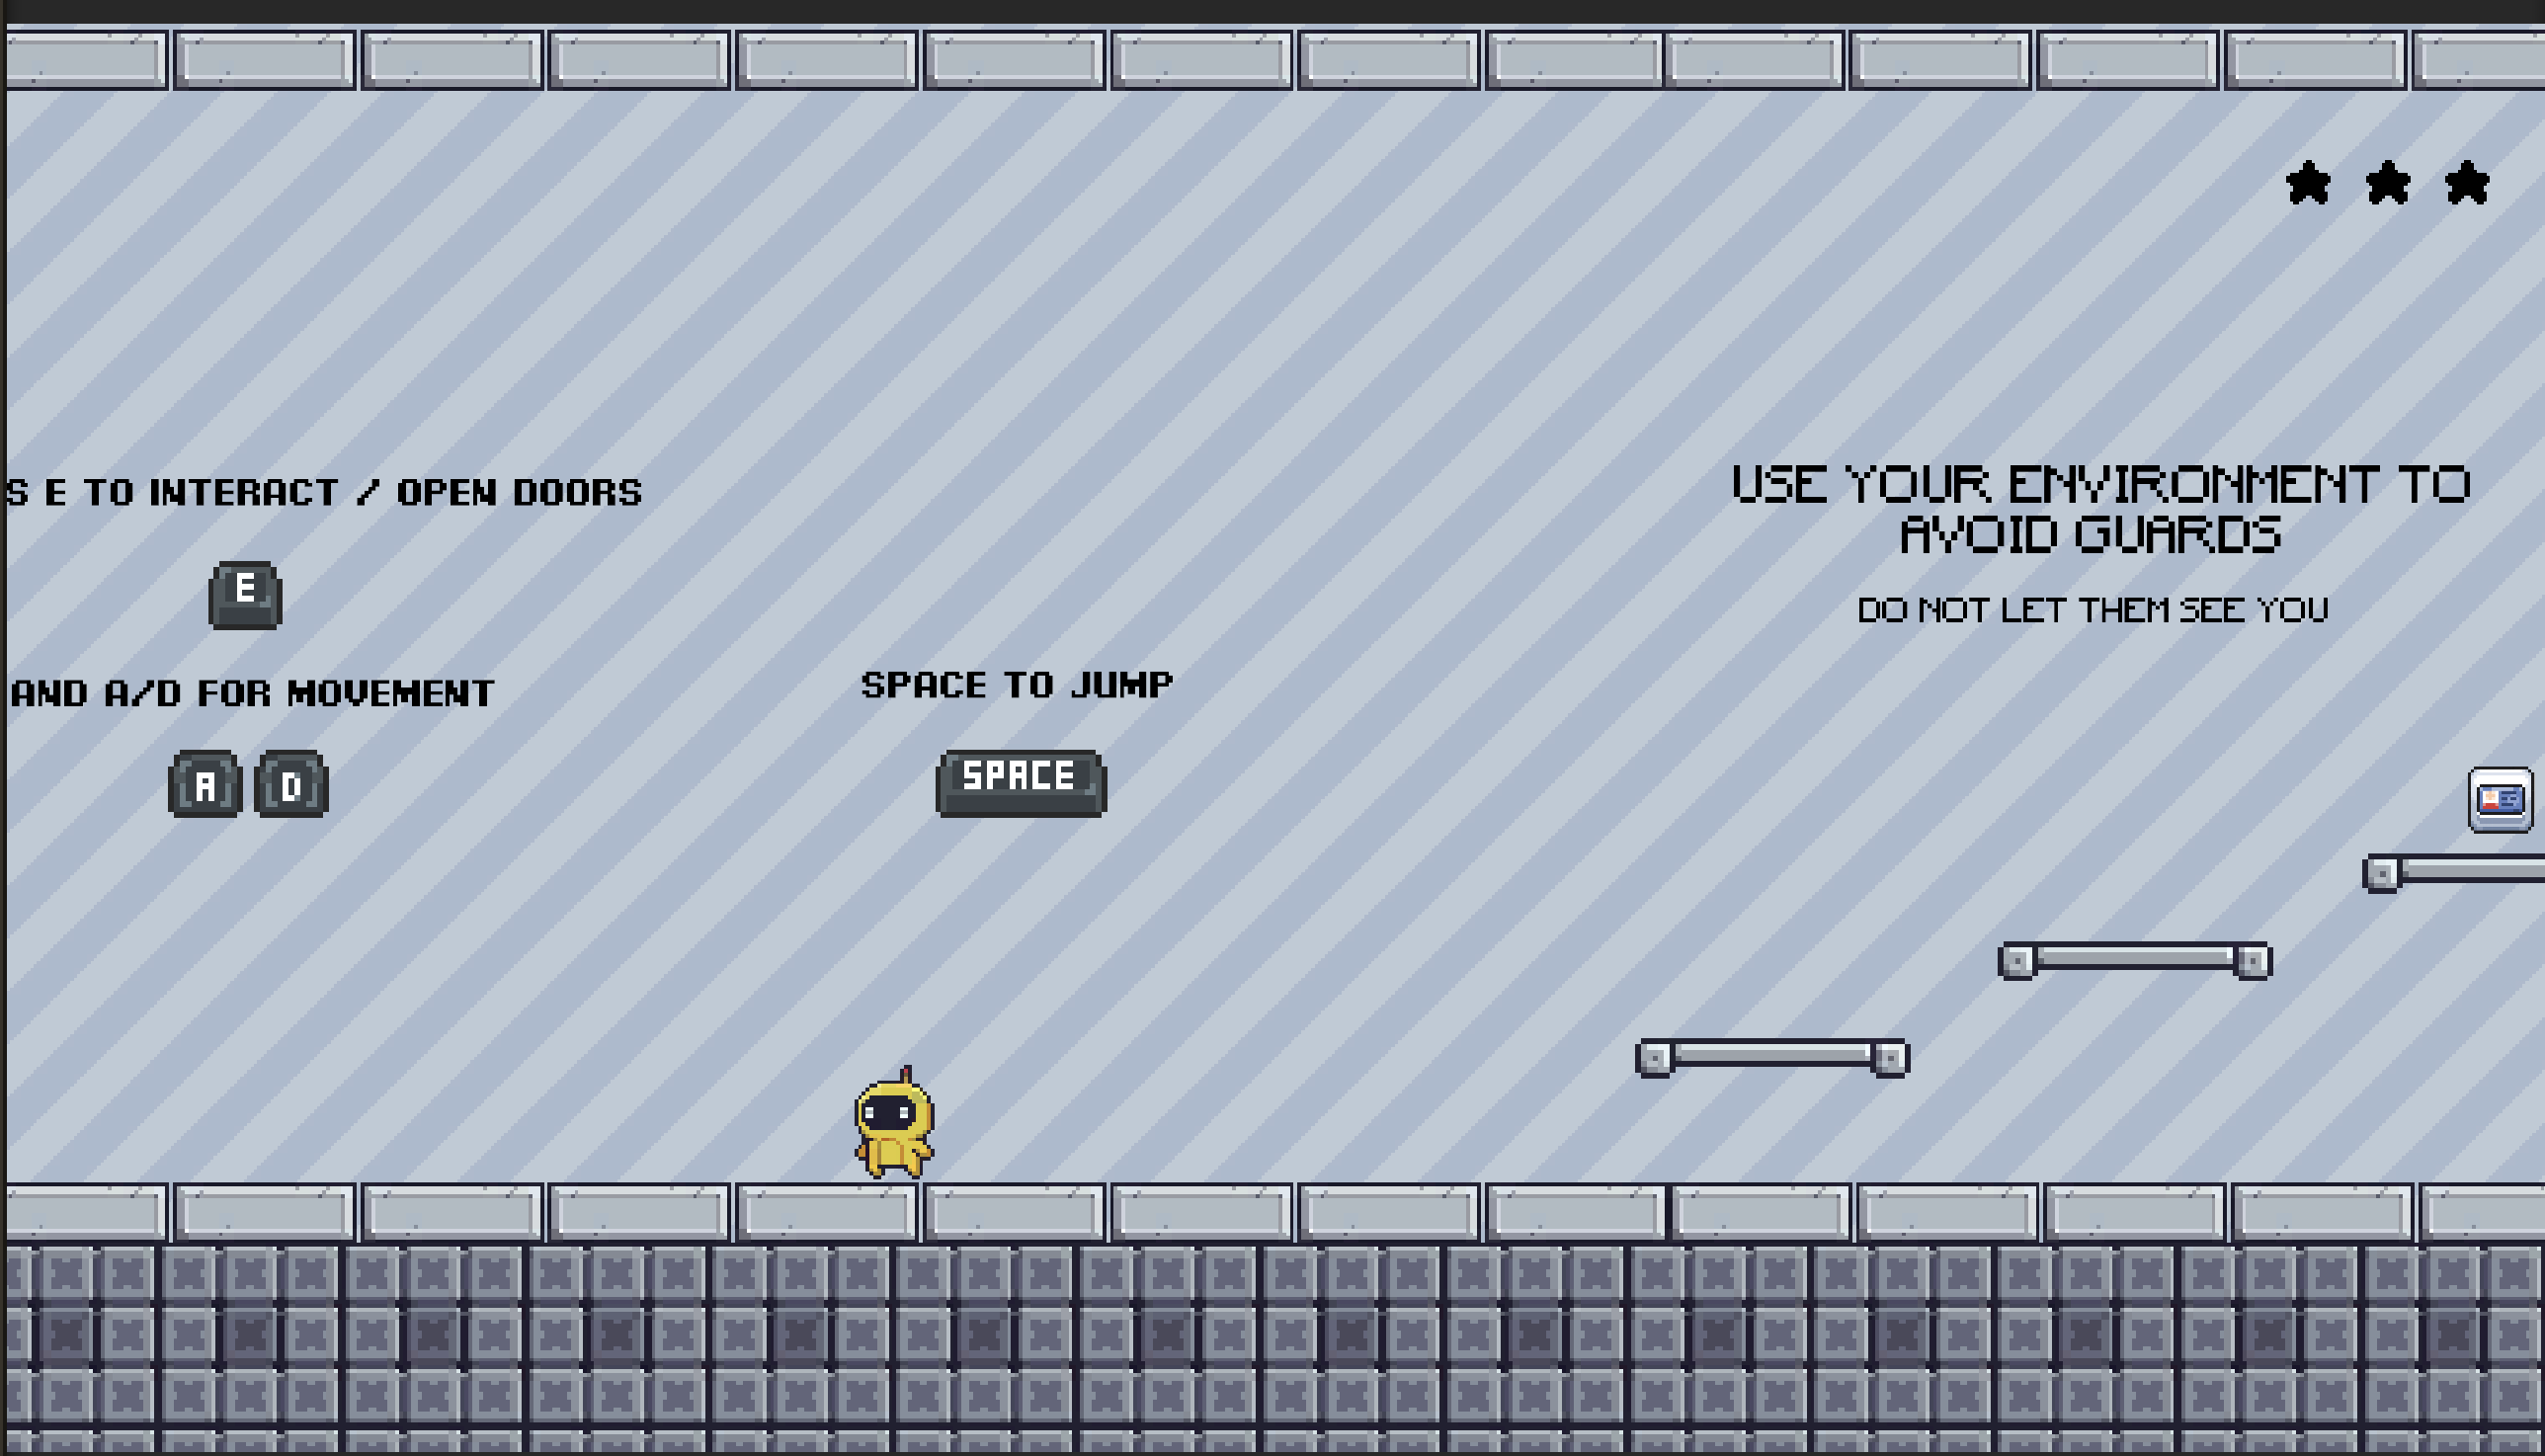 S E TO INTERACT / OPEN DOORS
E
AND A/D FOR MOVEMENT
A D
SPACE TO JUMP
SPACE
USE YOUR ENVIRONMENT TO
AVOID GUARDS
DO NOT LET THEM SEE YOU